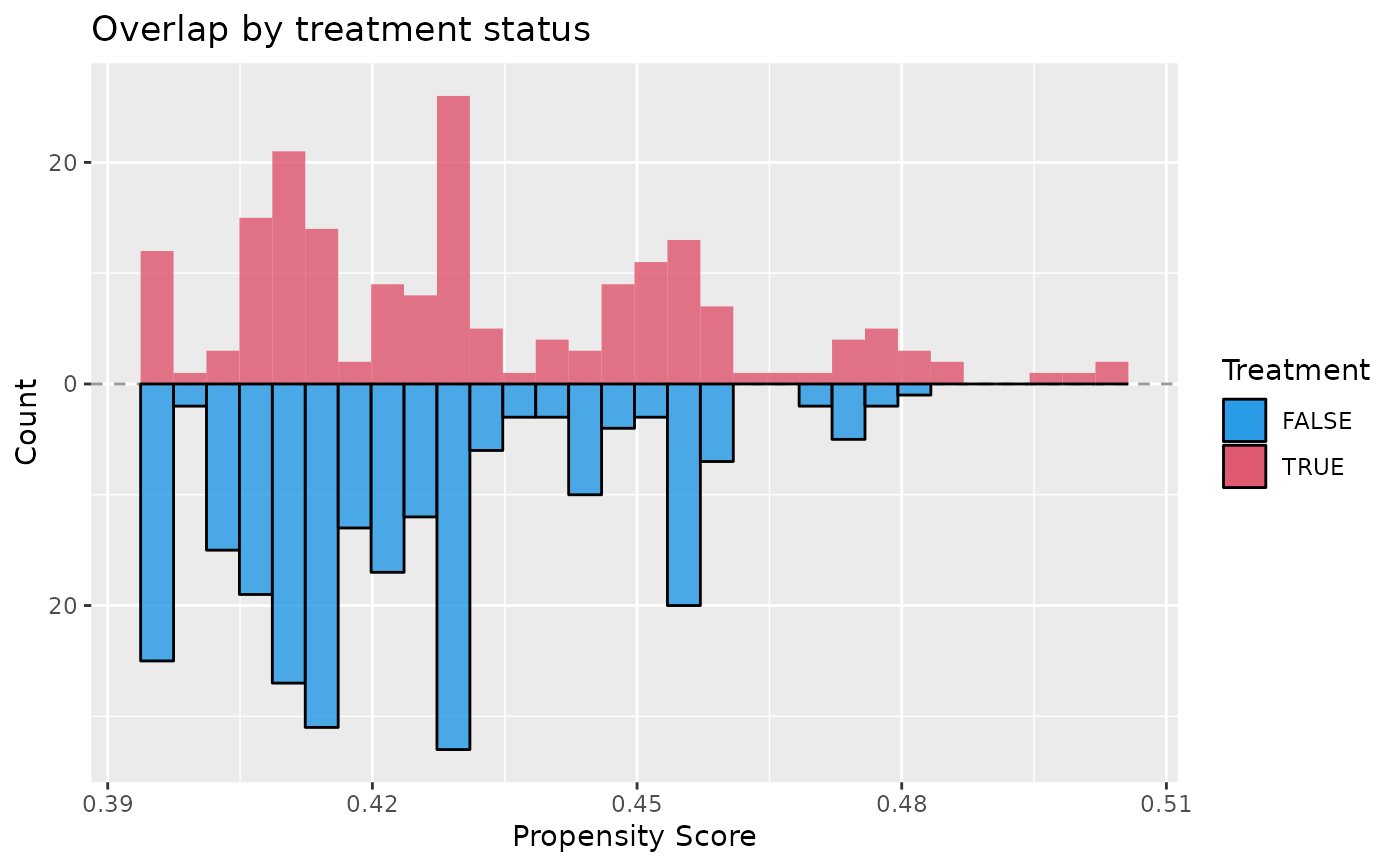 Overlap by treatment status
20
0
20
Count
0.39
0.42
0.45
0.48
0.51
Propensity Score
Treatment
FALSE
TRUE